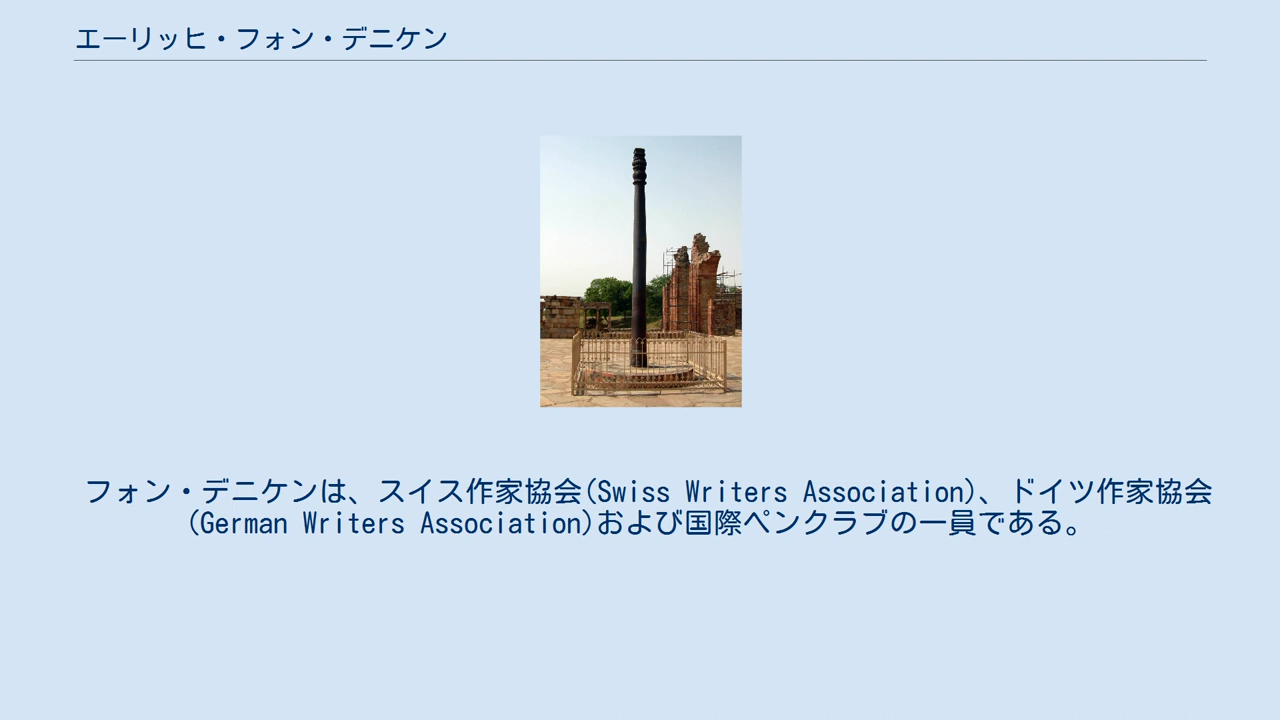 エーリッヒ・フォン・デニケン
フォン・デニケンは、スイス作家協会(Swiss Writers Association)、ドイツ作家協会
(German Writers Association)および国際ペンクラブの一員である。